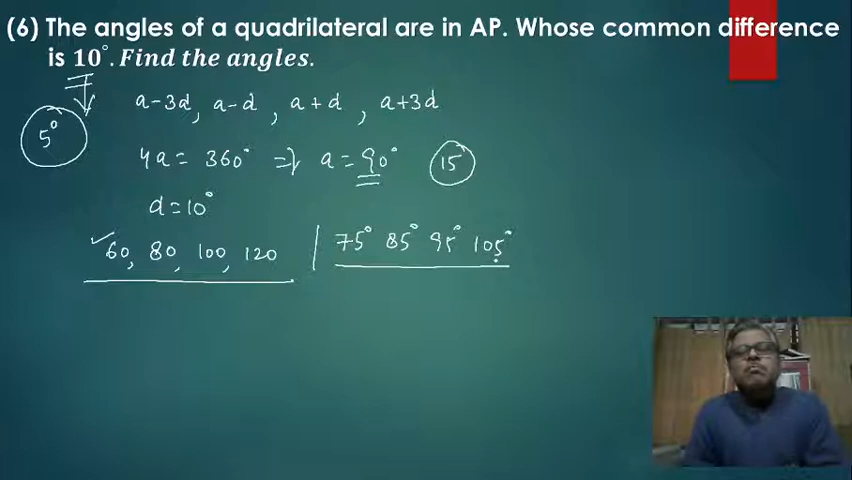 (6) The angles of a quadrilateral are in AP. Whose common difference
is 10°. Find the angles.
a-3d, a-d, a+d, a+3d
5°
4a = 360° => a = 90° 15
d = 10°
✓60, 80, 100, 120 | 75° 85° 95° 105°